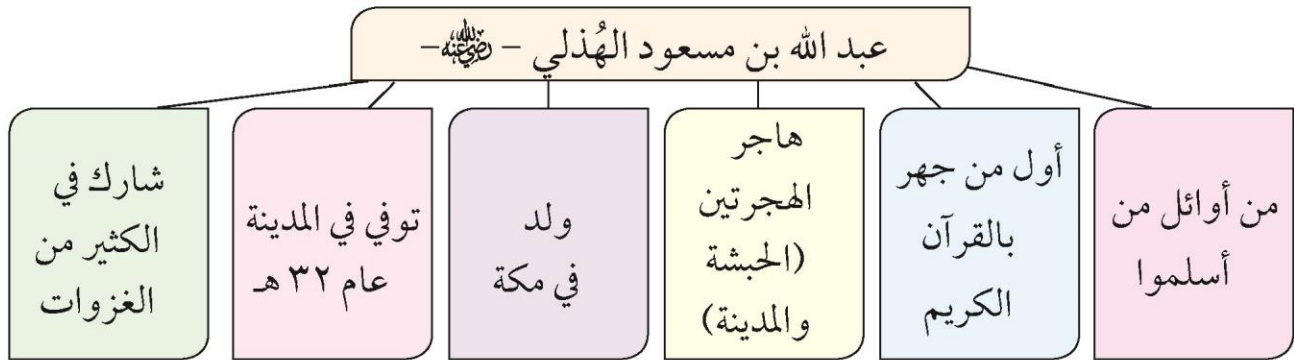 عبد الله بن مسعود الهُذلي - رضي الله عنه -
من أوائل من
أسلموا
أول من جهر
بالقرآن
الكريم
هاجر
الهجرتين
(الحبشة
والمدينة)
ولد
في مكة
توفي في المدينة
عام ٣٢ هـ
شارك في
الكثير من
الغزوات